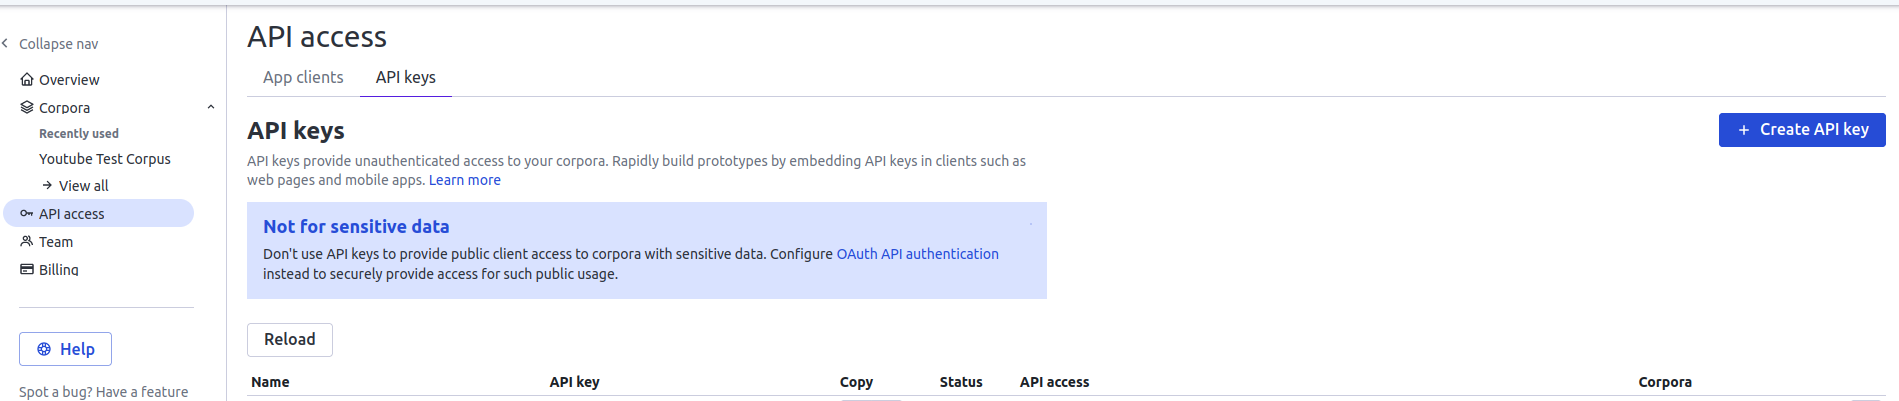 Collapse nav
Overview
Corpora
Recently used
Youtube Test Corpus
View all
API access
Team
Billing
Help
Spot a bug? Have a feature
API access
App clients API keys
API keys
+ Create API key
API keys provide unauthenticated access to your corpora. Rapidly build prototypes by embedding API keys in clients such as
web pages and mobile apps. Learn more
Not for sensitive data
Don't use API keys to provide public client access to corpora with sensitive data. Configure OAuth API authentication
instead to securely provide access for such public usage.
Reload
Name API key Copy Status API access Corpora